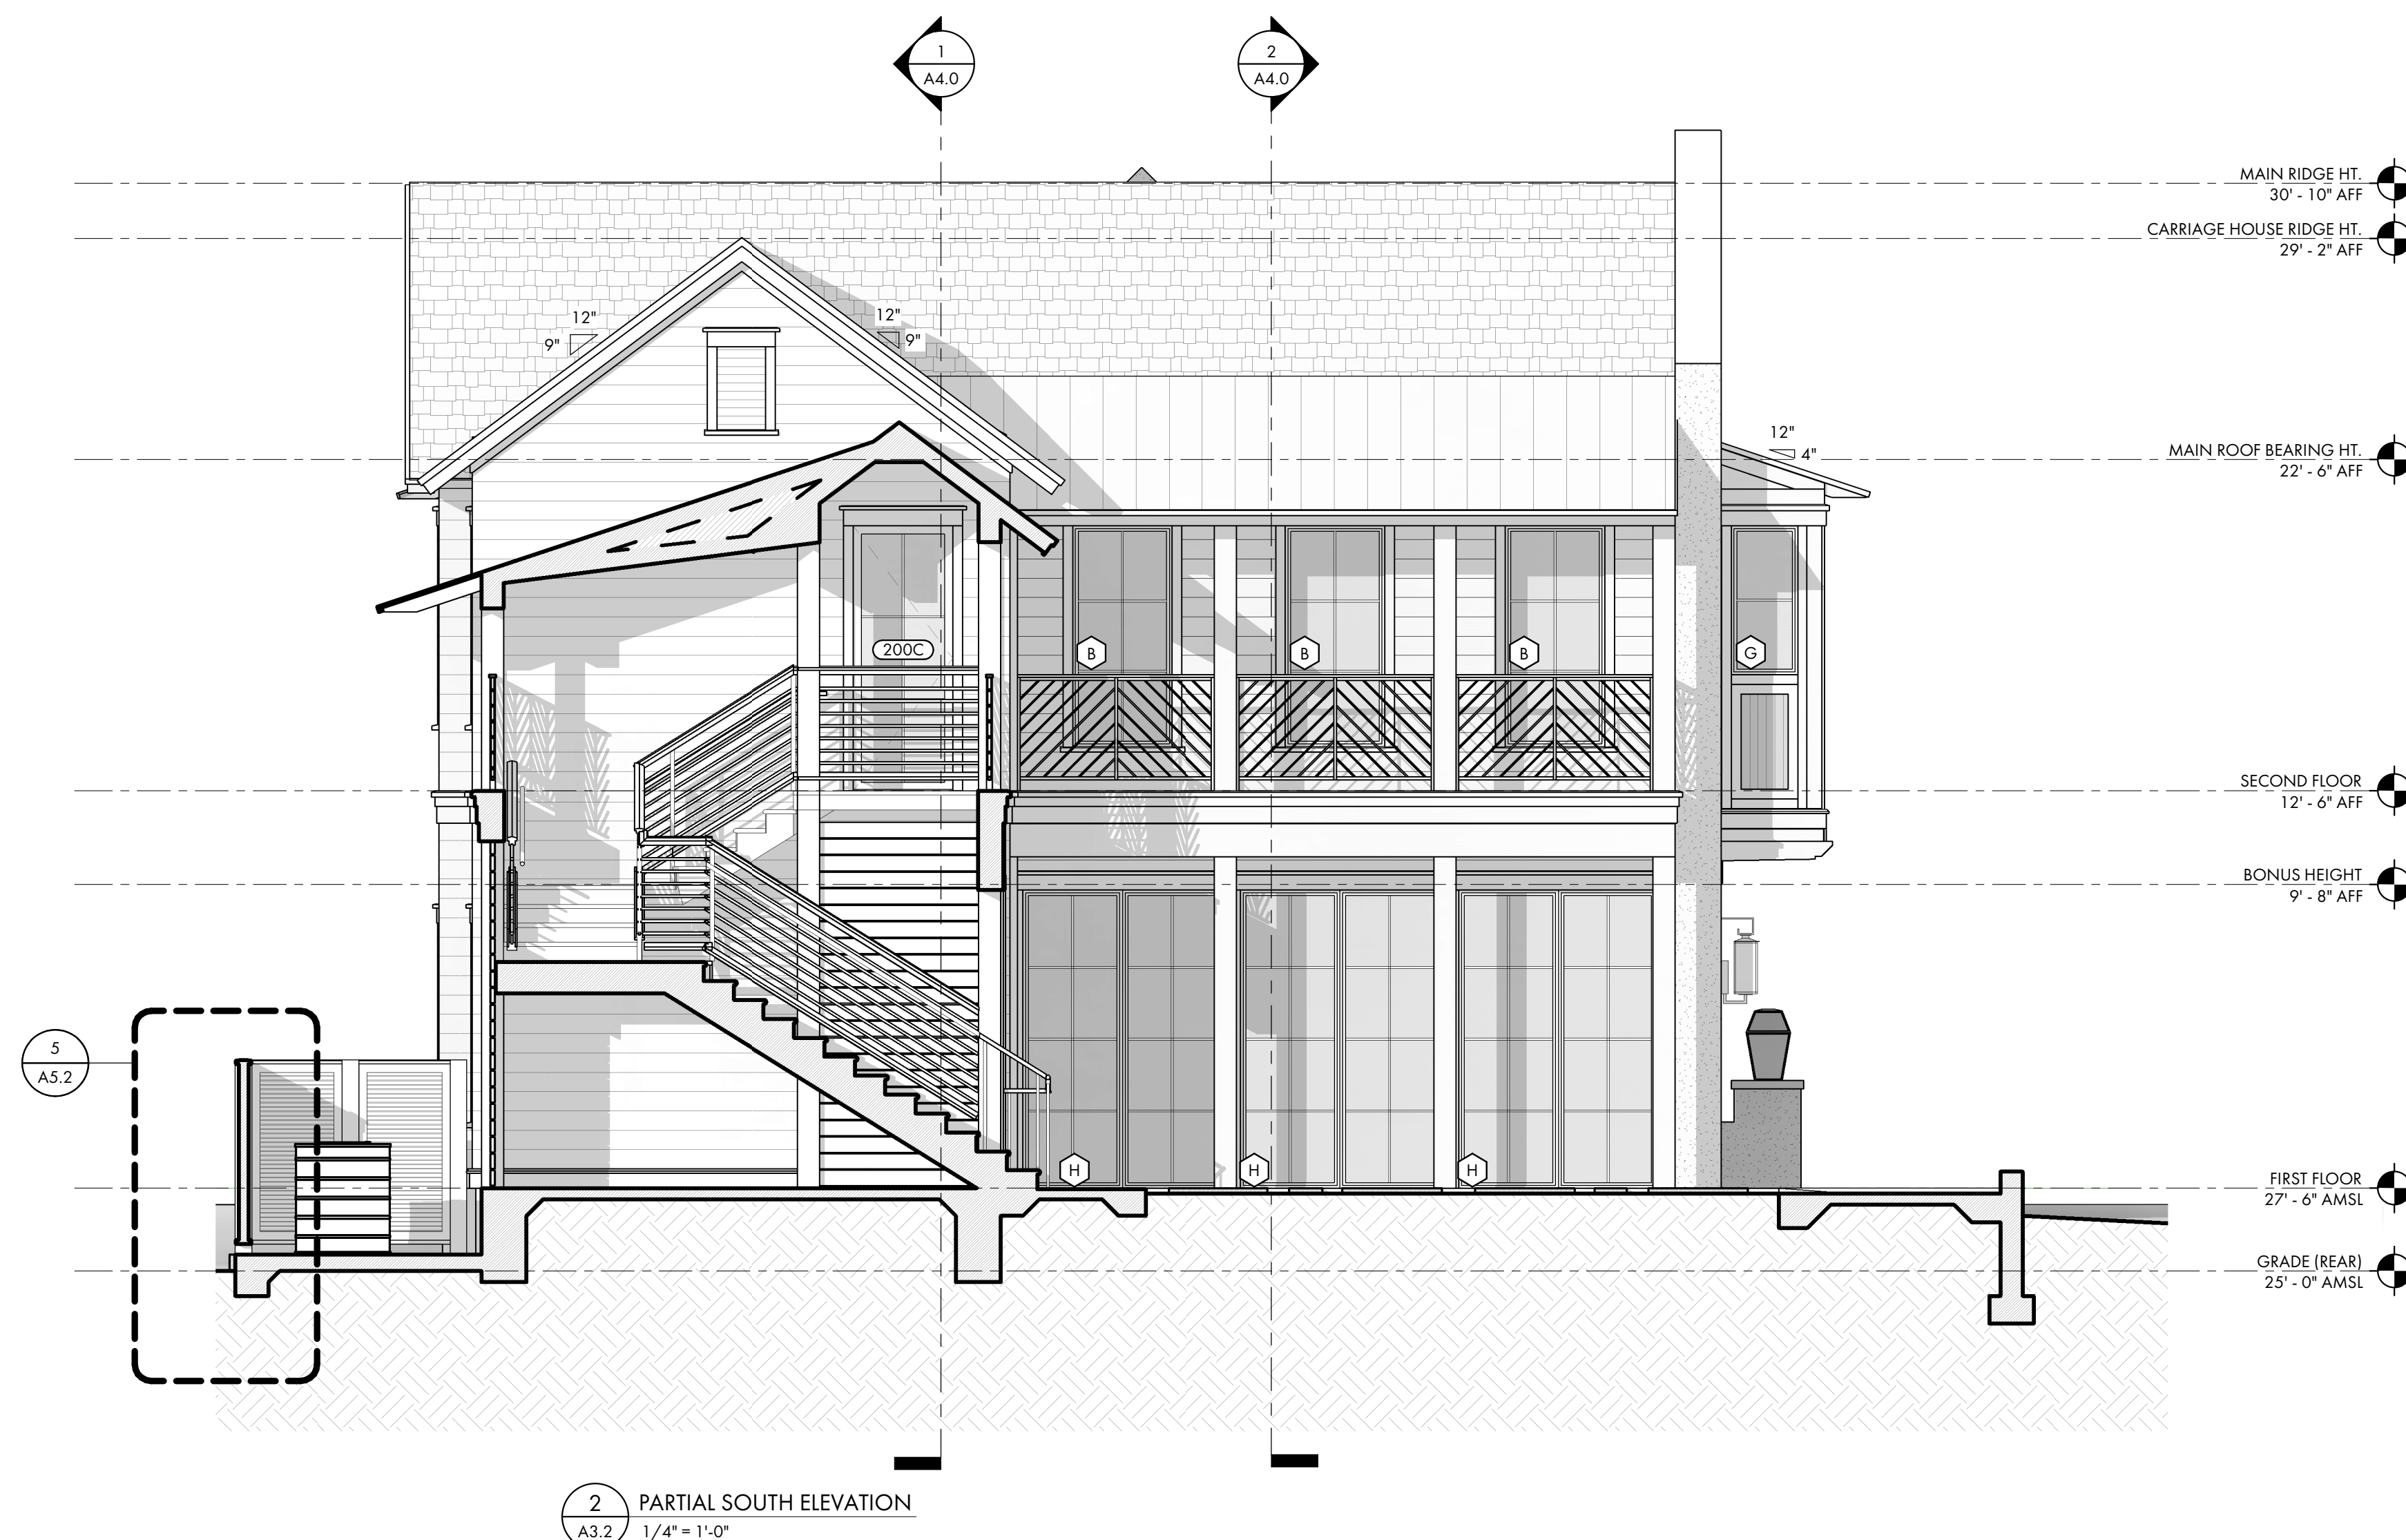 1
A4.0
2
A4.0
MAIN RIDGE HT.
30' - 10" AFF
CARRIAGE HOUSE RIDGE HT.
29' - 2" AFF
12"
9"
12"
9"
12"
4"
MAIN ROOF BEARING HT.
22' - 6" AFF
200C
B
B
B
G
SECOND FLOOR
12' - 6" AFF
BONUS HEIGHT
9' - 8" AFF
5
A5.2
H
H
H
FIRST FLOOR
27' - 6" AMSL
GRADE (REAR)
25' - 0" AMSL
2
A3.2
PARTIAL SOUTH ELEVATION
1/4" = 1'-0"